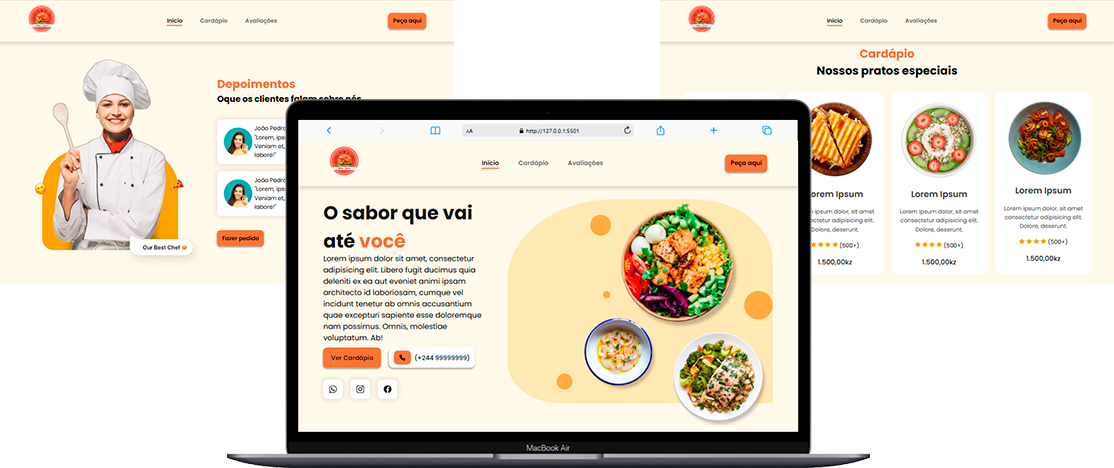 Início Cardápio Avaliações Peça aqui
Depoimentos
Oque os clientes falam sobre nós
João Pedro
"Lorem, ips
Veniam et,
labore!"
João Pedro
"Lorem, ips
Veniam et,
labore!"
Fazer pedido
Our Best Chef
Início Cardápio Avaliações Peça aqui
Cardápio
Nossos pratos especiais
orem Ipsum
ipsum dolor, sit amet
consectetur adipisicing elit.
Dolore, deserunt.
(500+)
1.500,00kz
Lorem Ipsum
Lorem ipsum dolor, sit amet
consectetur adipisicing elit.
Dolore, deserunt.
(500+)
1.500,00kz
Lorem Ipsum
Lorem ipsum dolor, sit amet
consectetur adipisicing elit.
Dolore, deserunt.
(500+)
1.500,00kz
AA http://127.0.0.1:5501
Início Cardápio Avaliações Peça aqui
O sabor que vai
até você
Lorem ipsum dolor sit amet, consectetur
adipisicing elit. Libero fugit ducimus quia
deleniti ex ea aut eveniet animi ipsam
architecto id laboriosam, cumque vel
incidunt tenetur ab omnis accusantium
quae excepturi sapiente esse doloremque
nam possimus. Omnis, molestiae
voluptatum. Ab!
Ver Cardápio (+244 99999999)
MacBook Air